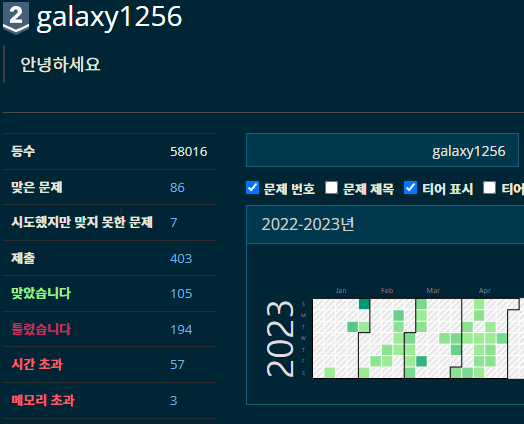 2 galaxy1256
안녕하세요
등수 58016
맞은 문제 86
시도했지만 맞지 못한 문제 7
제출 403
맞았습니다 105
틀렸습니다 194
시간 초과 57
메모리 초과 3
galaxy1256
문제 번호 문제 제목 티어 표시 티어
2022-2023년
Jan Feb Mar Apr
2023
S
M
T
W
T
F
S